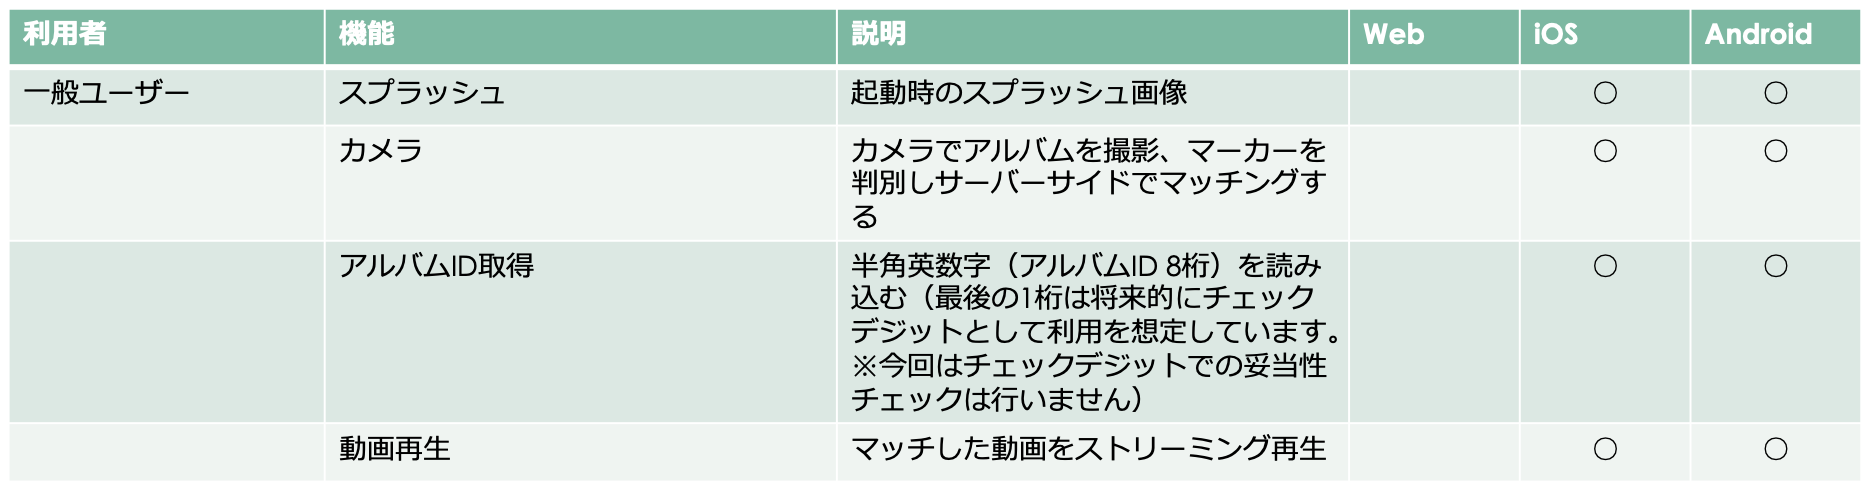 利用者 機能 説明 Web iOS Android
一般ユーザー スプラッシュ 起動時のスプラッシュ画像 ○ ○
カメラ カメラでアルバムを撮影、マーカーを ○ ○
判別しサーバーサイドでマッチングす
る
アルバムID取得 半角英数字（アルバムID 8桁）を読み ○ ○
込む（最後の1桁は将来的にチェック
デジットとして利用を想定しています。
※今回はチェックデジットでの妥当性
チェックは行いません）
動画再生 マッチした動画をストリーミング再生 ○ ○